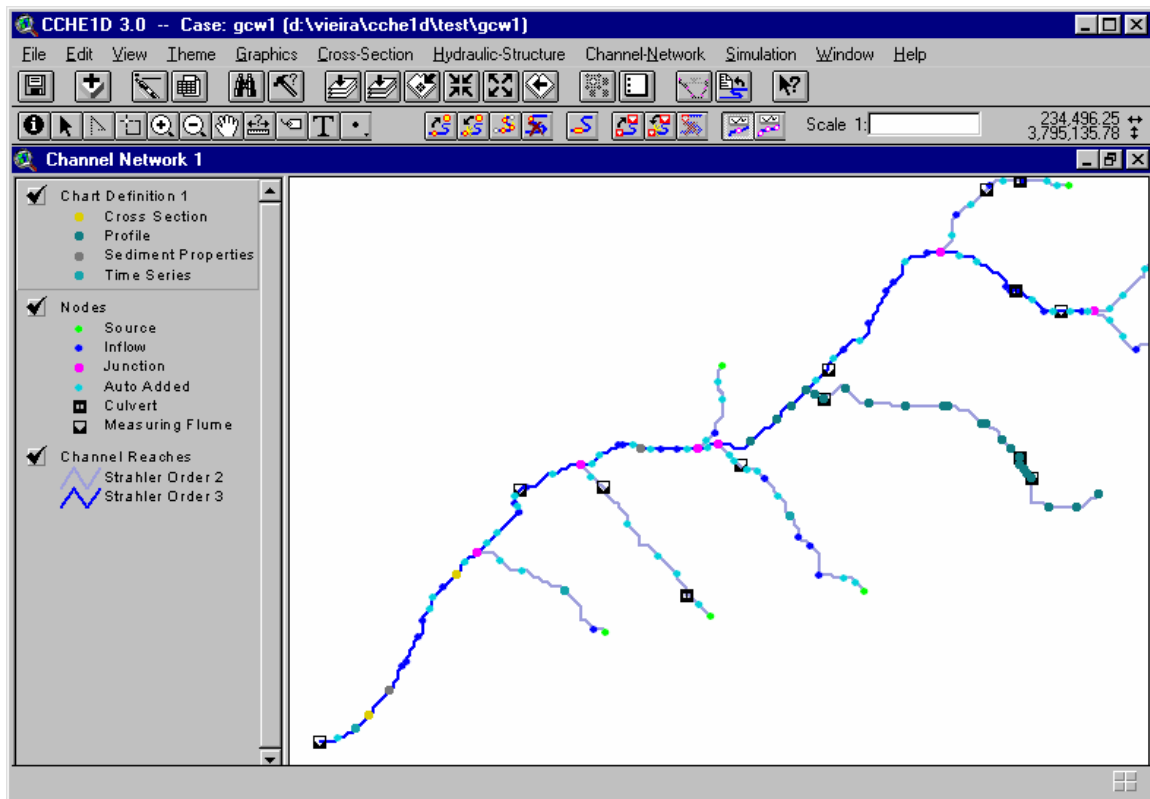 CCHE1D 3.0 -- Case: gcw1 (d:\vieira\cche1d\test\gcw1)
File Edit View Theme Graphics Cross-Section Hydraulic-Structure Channel-Network Simulation Window Help
T Scale 1: 234,496.25
3,795,135.78
Channel Network 1
Chart Definition 1
Cross Section
Profile
Sediment Properties
Time Series
Nodes
Source
Inflow
Junction
Auto Added
Culvert
Measuring Flume
Channel Reaches
Strahler Order 2
Strahler Order 3